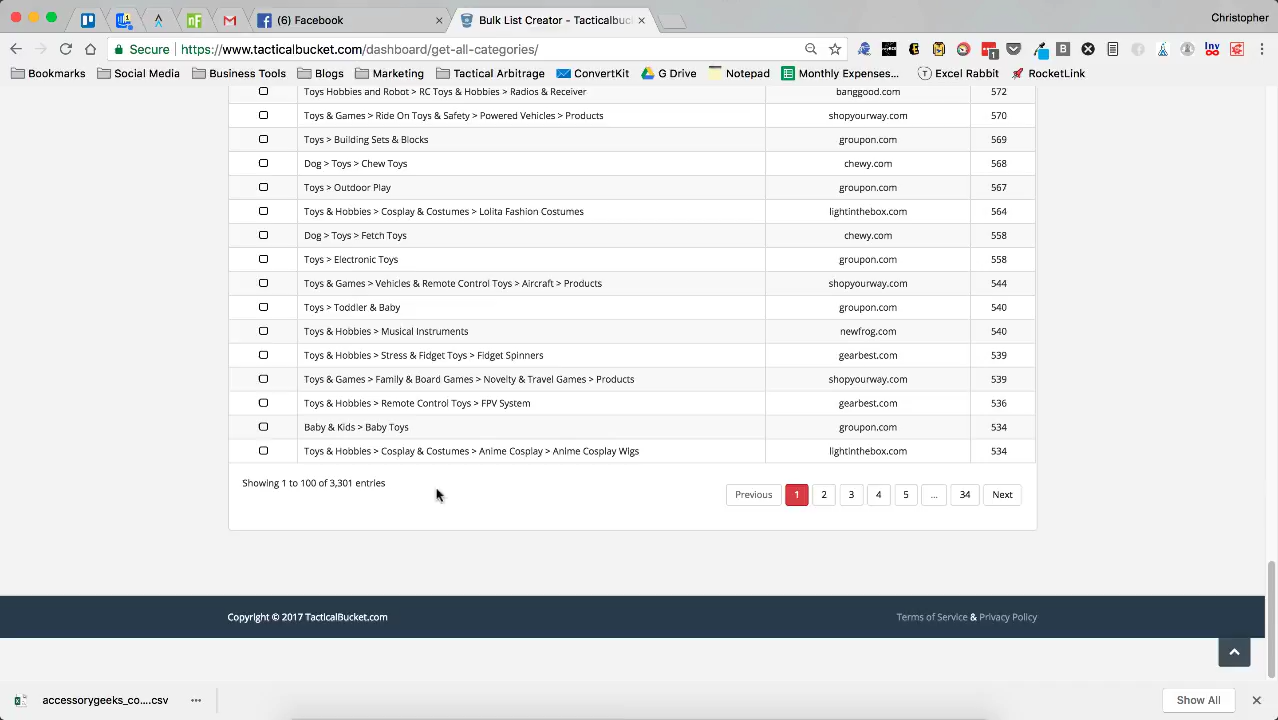 (6) Facebook
Bulk List Creator - Tacticalbuc
Christopher
Secure https://www.tacticalbucket.com/dashboard/get-all-categories/
Bookmarks Social Media Business Tools Blogs Marketing Tactical Arbitrage ConvertKit G Drive Notepad Monthly Expenses... Excel Rabbit RocketLink
Toys Hobbies and Robot > RC Toys & Hobbies > Radios & Receiver banggood.com 572
Toys & Games > Ride On Toys & Safety > Powered Vehicles > Products shopyourway.com 570
Toys > Building Sets & Blocks groupon.com 569
Dog > Toys > Chew Toys chewy.com 568
Toys > Outdoor Play groupon.com 567
Toys & Hobbies > Cosplay & Costumes > Lolita Fashion Costumes lightinthebox.com 564
Dog > Toys > Fetch Toys chewy.com 558
Toys > Electronic Toys groupon.com 558
Toys & Games > Vehicles & Remote Control Toys > Aircraft > Products shopyourway.com 544
Toys > Toddler & Baby groupon.com 540
Toys & Hobbies > Musical Instruments newfrog.com 540
Toys & Hobbies > Stress & Fidget Toys > Fidget Spinners gearbest.com 539
Toys & Games > Family & Board Games > Novelty & Travel Games > Products shopyourway.com 539
Toys & Hobbies > Remote Control Toys > FPV System gearbest.com 536
Baby & Kids > Baby Toys groupon.com 534
Toys & Hobbies > Cosplay & Costumes > Anime Cosplay > Anime Cosplay Wigs lightinthebox.com 534
Showing 1 to 100 of 3,301 entries
Previous 1 2 3 4 5 ... 34 Next
Copyright © 2017 TacticalBucket.com
Terms of Service & Privacy Policy
accessorygeeks_co....csv
Show All